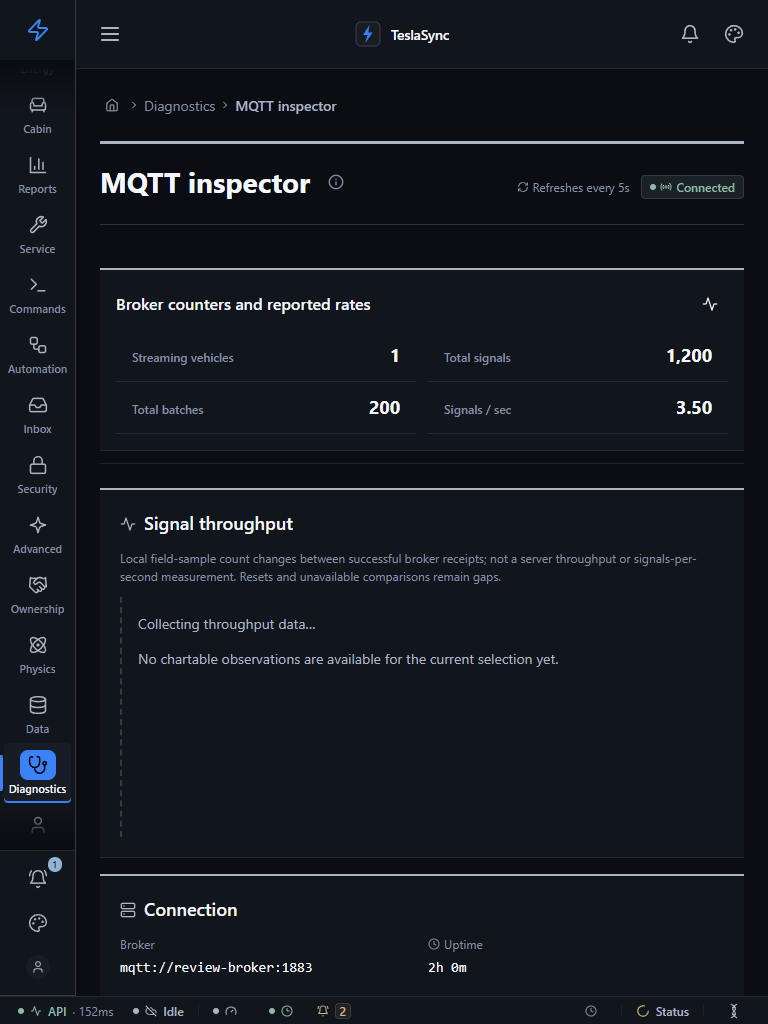 TeslaSync
Energy
Cabin
Reports
Service
Commands
Automation
Inbox
Security
Advanced
Ownership
Physics
Data
Diagnostics
1
Diagnostics > MQTT inspector
MQTT inspector
Refreshes every 5s
Connected
Broker counters and reported rates
Streaming vehicles 1
Total signals 1,200
Total batches 200
Signals / sec 3.50
Signal throughput
Local field-sample count changes between successful broker receipts; not a server throughput or signals-per-
second measurement. Resets and unavailable comparisons remain gaps.
Collecting throughput data...
No chartable observations are available for the current selection yet.
Connection
Broker
mqtt://review-broker:1883
Uptime
2h 0m
API · 152ms
Idle
2
Status